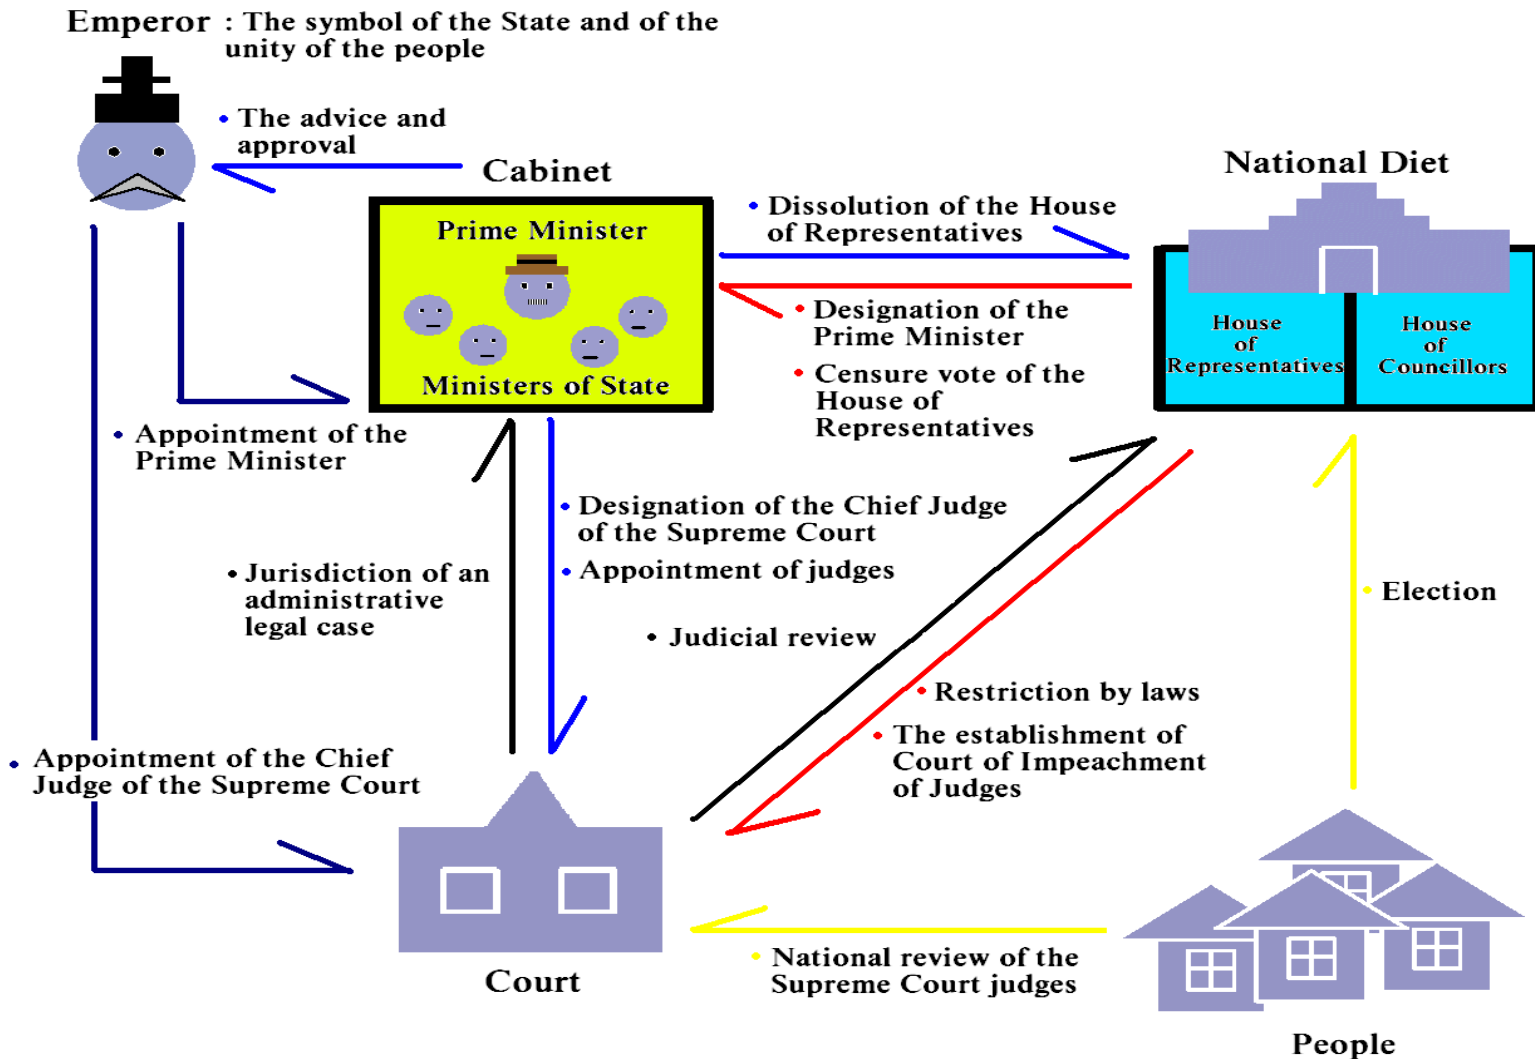 Emperor : The symbol of the State and of the
unity of the people
• The advice and
approval
Cabinet
National Diet
Prime Minister
Ministers of State
• Dissolution of the House
of Representatives
• Designation of the
Prime Minister
• Censure vote of the
House of
Representatives
House
of
Representatives
House
of
Councillors
• Appointment of the
Prime Minister
• Designation of the Chief Judge
of the Supreme Court
• Appointment of judges
• Jurisdiction of an
administrative
legal case
• Judicial review
• Election
• Restriction by laws
• The establishment of
Court of Impeachment
of Judges
• Appointment of the Chief
Judge of the Supreme Court
• National review of the
Supreme Court judges
Court
People